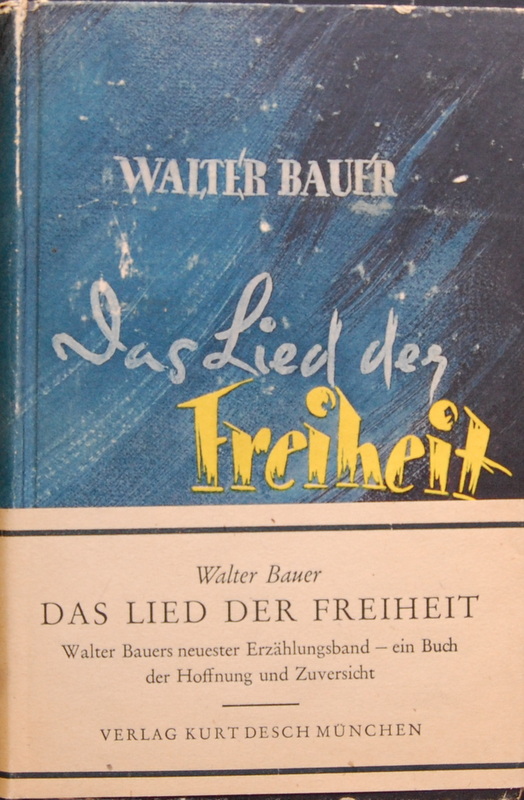 WALTER BAUER
Das Lied der
Freiheit
Walter Bauer
DAS LIED DER FREIHEIT
Walter Bauers neuester Erzählungsband – ein Buch
der Hoffnung und Zuversicht
VERLAG KURT DESCH MÜNCHEN